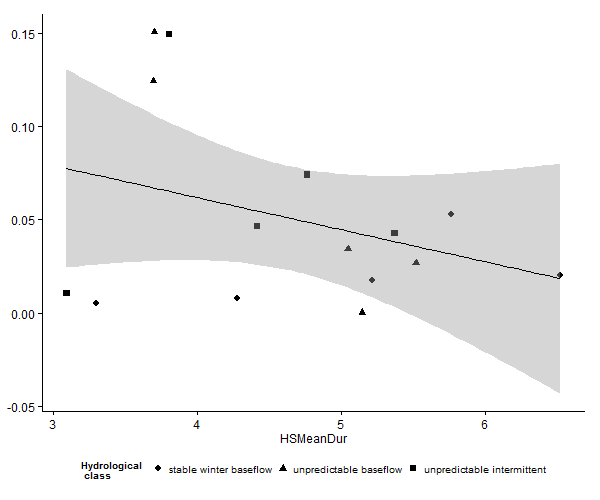 0.15
0.10
0.05
0.00
-0.05
3 4 5 6
HSMeanDur
Hydrological
class
stable winter baseflow unpredictable baseflow unpredictable intermittent